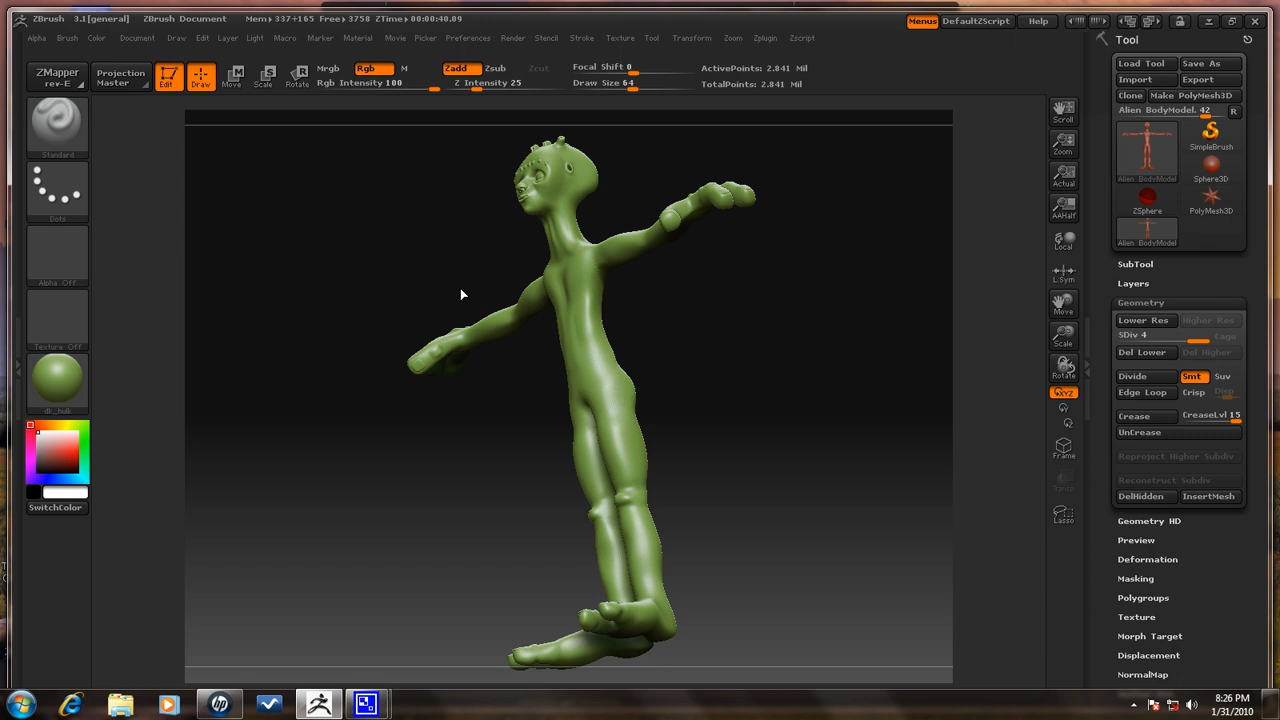 ZBrush 3.1[general] ZBrush Document Mem▸337+165 Free▸3758 ZTime▸00:00:40.09 Menus DefaultZScript Help
Alpha Brush Color Document Draw Edit Layer Light Macro Marker Material Movie Picker Preferences Render Stencil Stroke Texture Tool Transform Zoom Zplugin Zscript
Tool
ZMapper
rev-E
Projection
Master
Edit
Draw
Move
Scale
Rotate
Mrgb Rgb M
Rgb Intensity 100
Zadd Zsub Zcut
Z Intensity 25
Focal Shift 0
Draw Size 64
ActivePoints: 2.841 Mil
TotalPoints: 2.841 Mil
Standard
Dots
Alpha Off
Texture Off
dk_hulk
SwitchColor
Scroll
Zoom
Actual
AAHalf
Local
L.Sym
Move
Scale
Rotate
XYZ
Frame
Transp
Lasso
Load Tool Save As
Import Export
Clone Make PolyMesh3D
Alien BodyModel. 42 R
SimpleBrush
Alien BodyModel Sphere3D
ZSphere PolyMesh3D
Alien BodyModel
SubTool
Layers
Geometry
Lower Res Higher Res
SDiv 4 Cage
Del Lower Del Higher
Divide Smt Suv
Edge Loop Crisp Disp
Crease CreaseLvl 15
UnCrease
Reproject Higher Subdiv
Reconstruct Subdiv
DelHidden InsertMesh
Geometry HD
Preview
Deformation
Masking
Polygroups
Texture
Morph Target
Displacement
NormalMap
hp
8:26 PM
1/31/2010